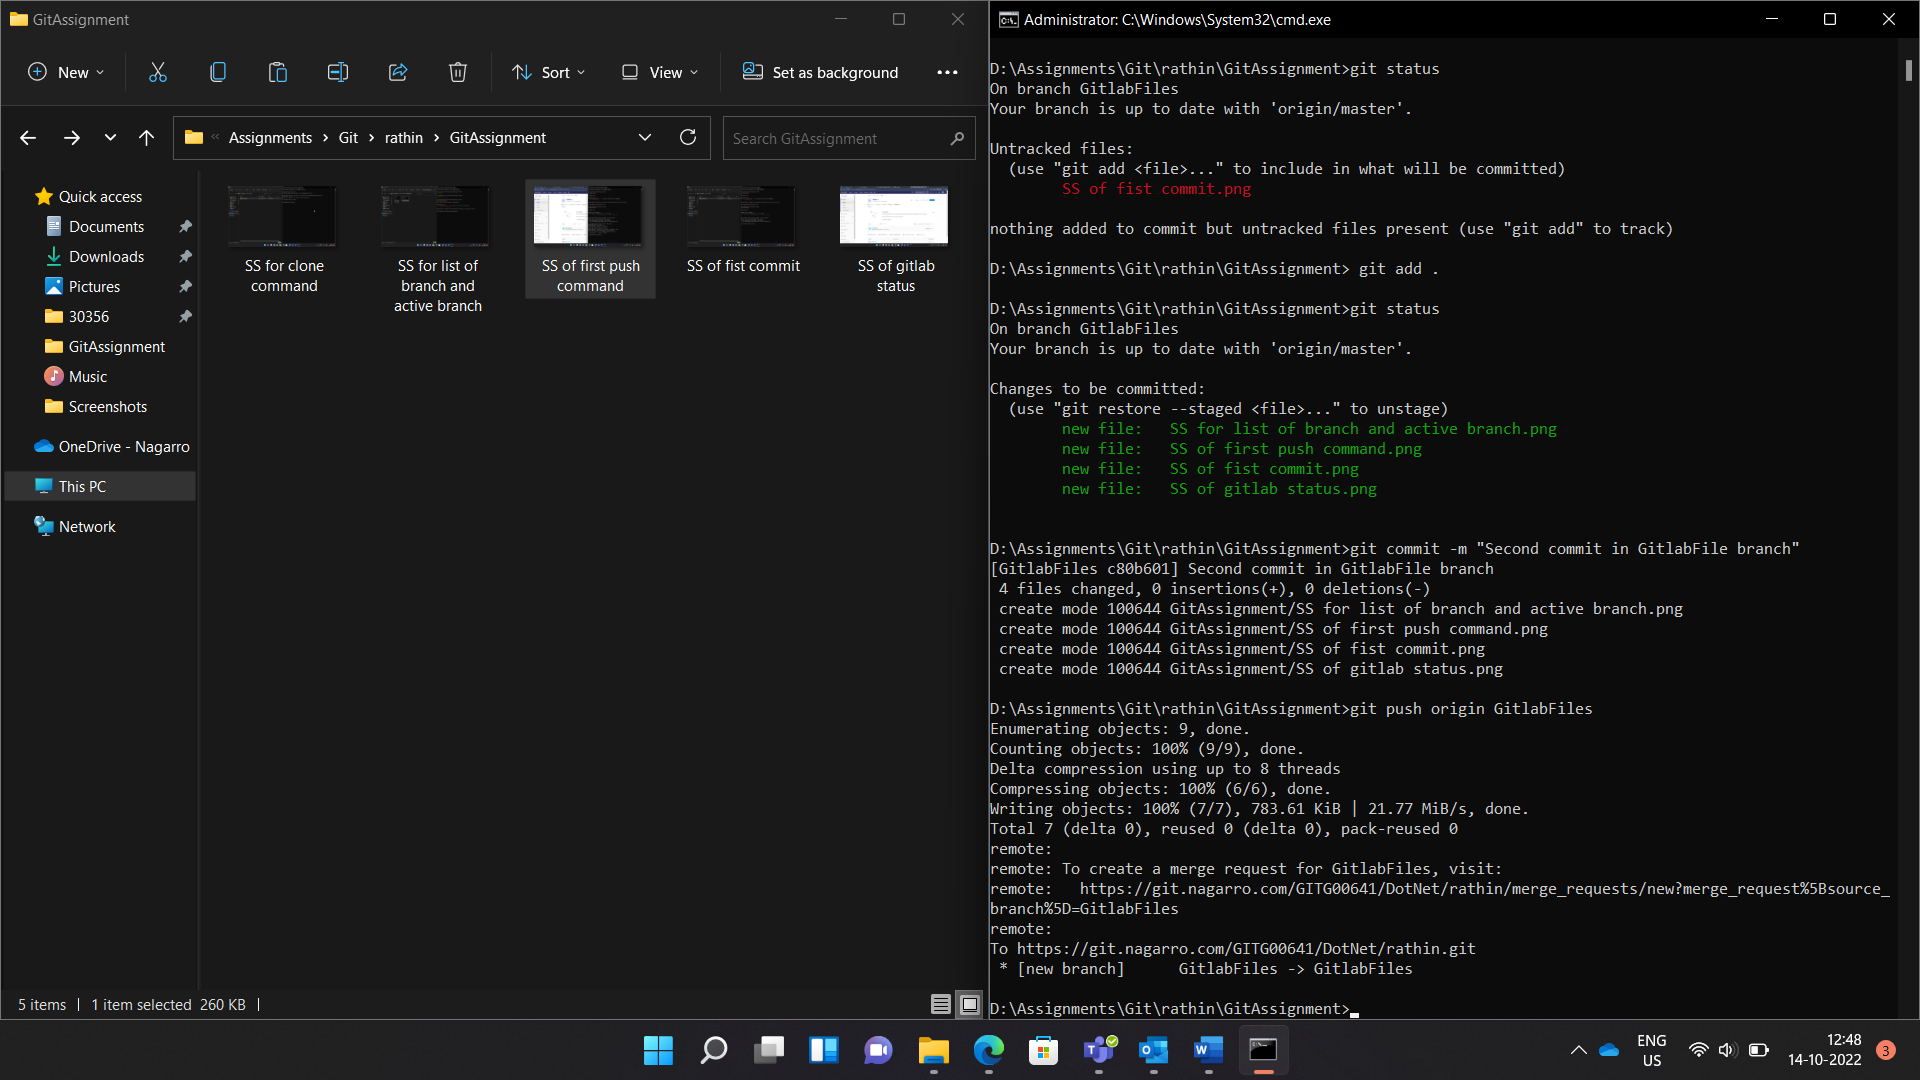 GitAssignment
New
Sort
View
Set as background
Assignments > Git > rathin > GitAssignment
Search GitAssignment
Quick access
Documents
Downloads
Pictures
30356
GitAssignment
Music
Screenshots
OneDrive - Nagarro
This PC
Network
SS for clone
command
SS for list of
branch and
active branch
SS of first push
command
SS of fist commit
SS of gitlab
status
5 items | 1 item selected 260 KB |
Administrator: C:\Windows\System32\cmd.exe
D:\Assignments\Git\rathin\GitAssignment>git status
On branch GitlabFiles
Your branch is up to date with 'origin/master'.
Untracked files:
(use "git add <file>..." to include in what will be committed)
SS of fist commit.png
nothing added to commit but untracked files present (use "git add" to track)
D:\Assignments\Git\rathin\GitAssignment> git add .
D:\Assignments\Git\rathin\GitAssignment>git status
On branch GitlabFiles
Your branch is up to date with 'origin/master'.
Changes to be committed:
(use "git restore --staged <file>..." to unstage)
new file:   SS for list of branch and active branch.png
new file:   SS of first push command.png
new file:   SS of fist commit.png
new file:   SS of gitlab status.png
D:\Assignments\Git\rathin\GitAssignment>git commit -m "Second commit in GitlabFile branch"
[GitlabFiles c80b601] Second commit in GitlabFile branch
4 files changed, 0 insertions(+), 0 deletions(-)
create mode 100644 GitAssignment/SS for list of branch and active branch.png
create mode 100644 GitAssignment/SS of first push command.png
create mode 100644 GitAssignment/SS of fist commit.png
create mode 100644 GitAssignment/SS of gitlab status.png
D:\Assignments\Git\rathin\GitAssignment>git push origin GitlabFiles
Enumerating objects: 9, done.
Counting objects: 100% (9/9), done.
Delta compression using up to 8 threads
Compressing objects: 100% (6/6), done.
Writing objects: 100% (7/7), 783.61 KiB | 21.77 MiB/s, done.
Total 7 (delta 0), reused 0 (delta 0), pack-reused 0
remote:
remote: To create a merge request for GitlabFiles, visit:
remote:   https://git.nagarro.com/GITG00641/DotNet/rathin/merge_requests/new?merge_request%5Bsource_
branch%5D=GitlabFiles
remote:
To https://git.nagarro.com/GITG00641/DotNet/rathin.git
* [new branch]      GitlabFiles -> GitlabFiles
D:\Assignments\Git\rathin\GitAssignment>
ENG
US
12:48
14-10-2022
3